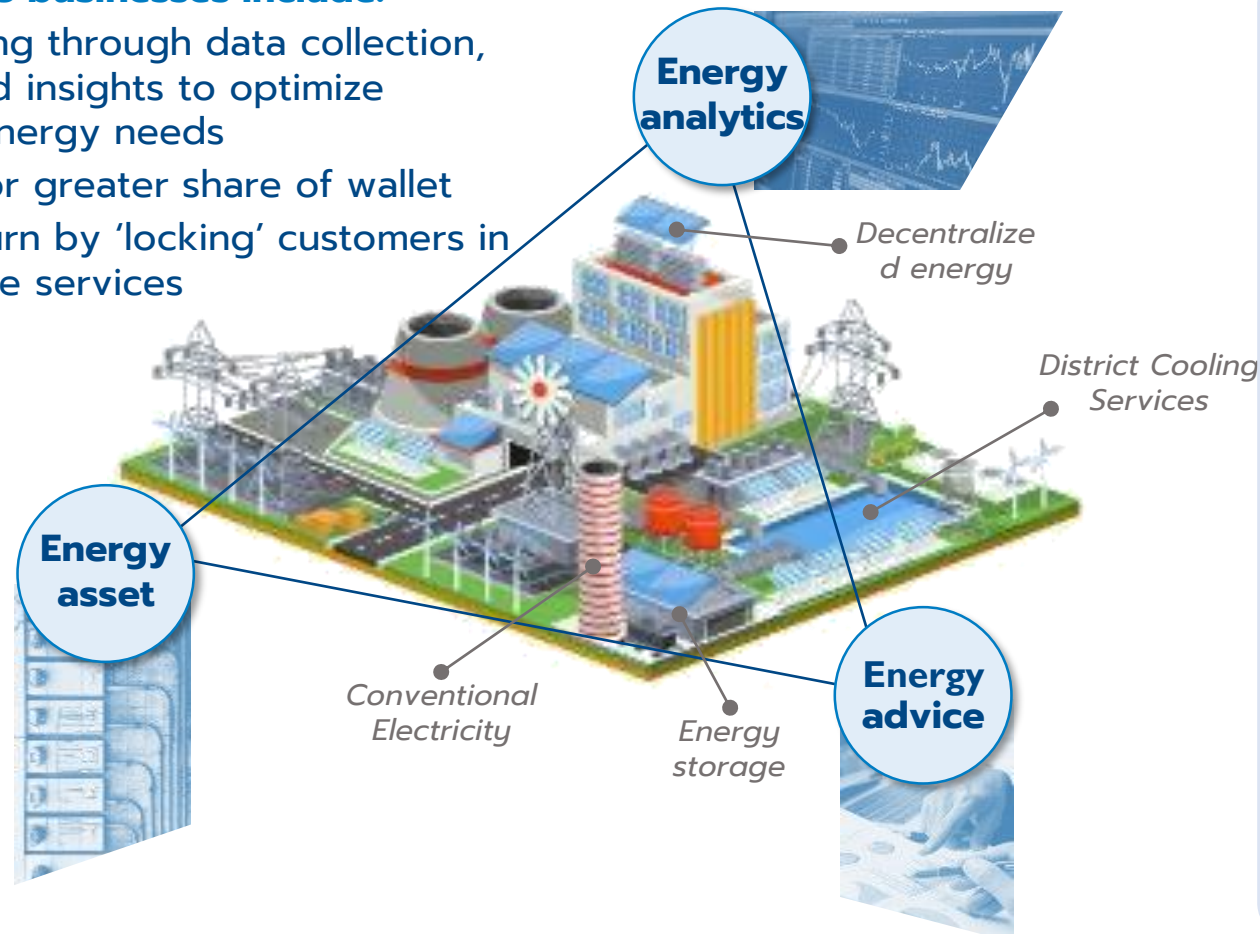 businesses include:
ng through data collection,
d insights to optimize
nergy needs
or greater share of wallet
urn by ‘locking’ customers in
e services
Energy
analytics
Decentralize
d energy
District Cooling
Services
Energy
asset
Conventional
Electricity
Energy
storage
Energy
advice